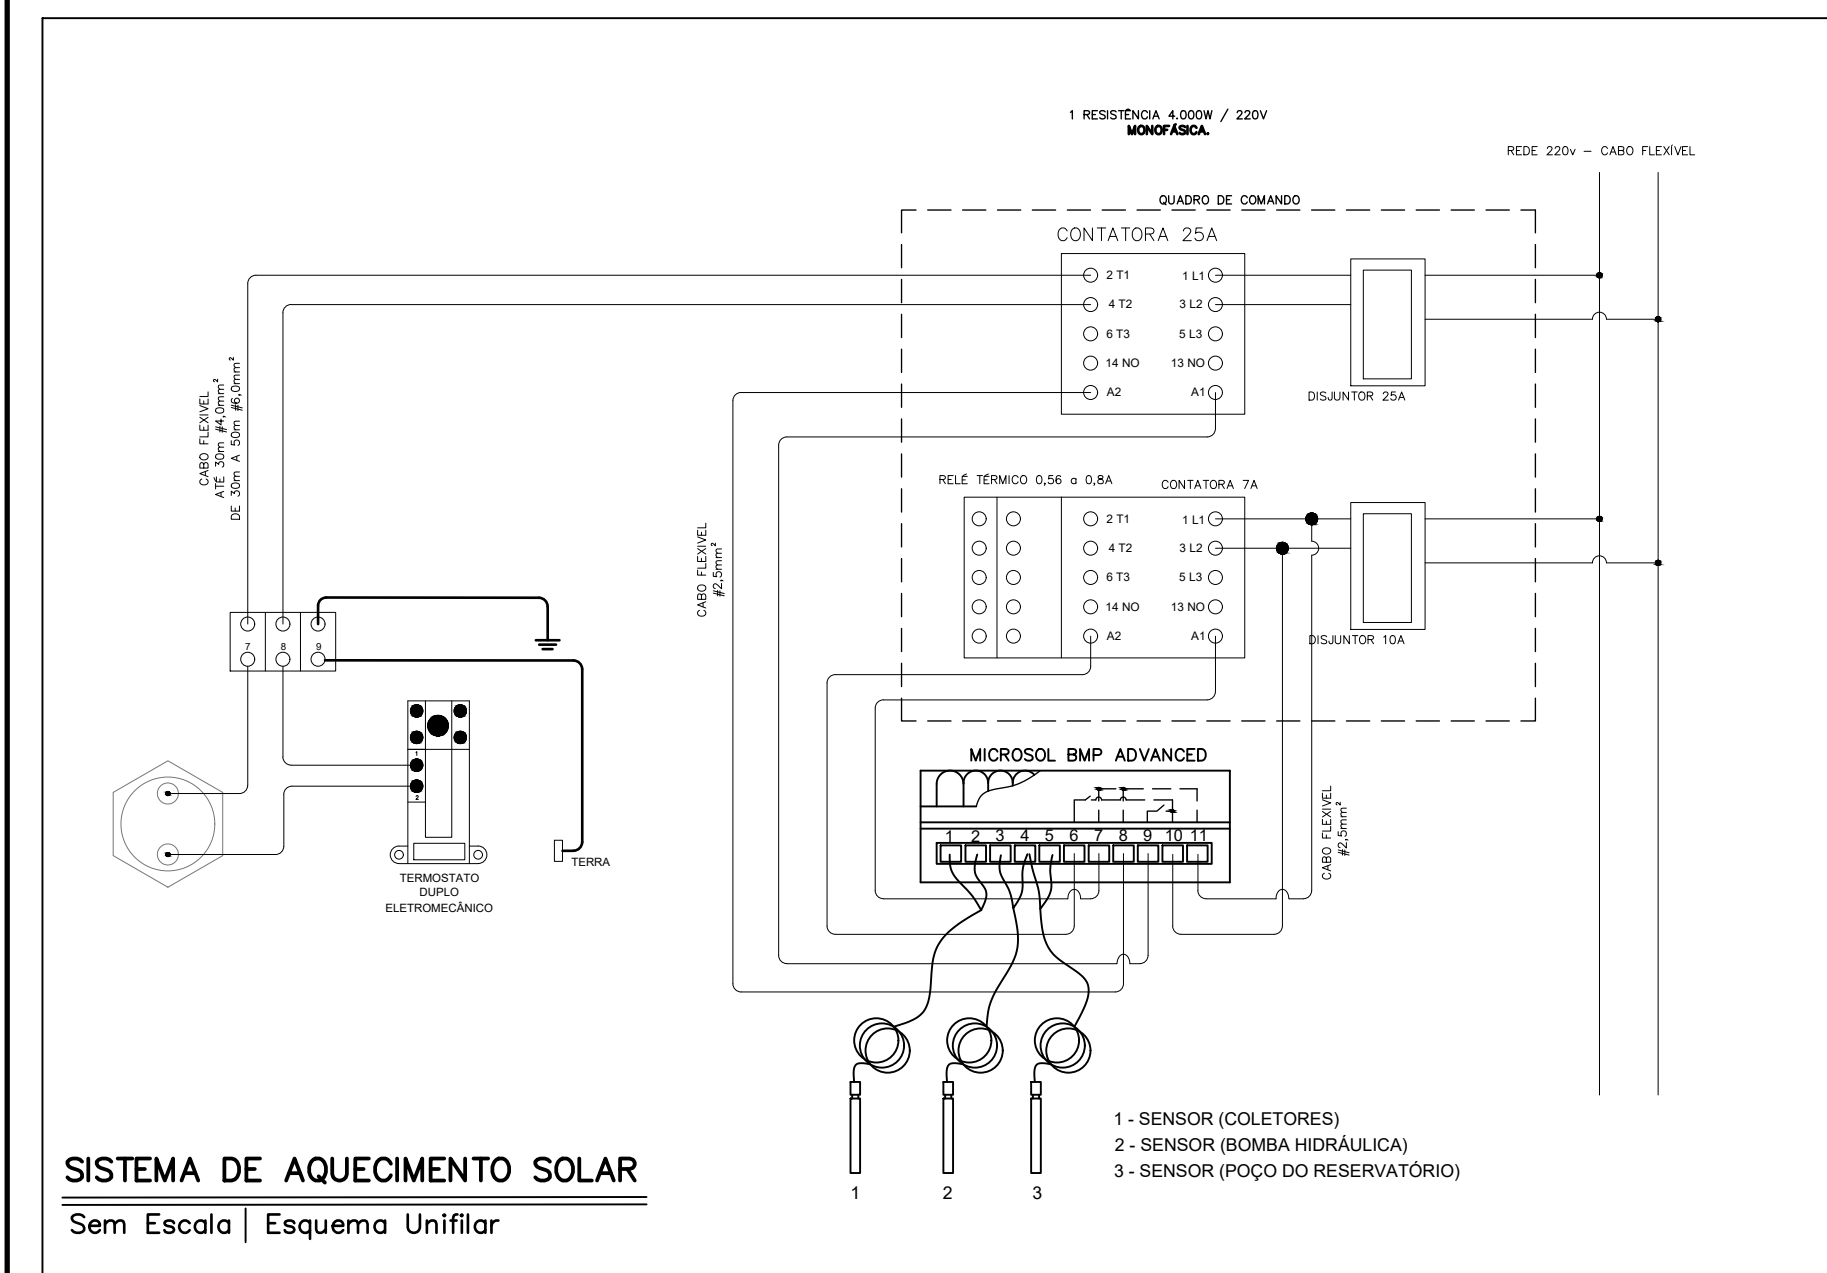 1 RESISTÊNCIA 4.000W / 220V
MONOFÁSICA.
REDE 220v – CABO FLEXÍVEL
QUADRO DE COMANDO
CONTATORA 25A
2 T1
1 L1
4 T2
3 L2
6 T3
5 L3
14 NO
13 NO
A2
A1
DISJUNTOR 25A
CABO FLEXIVEL
ATÉ 30m #4,0mm²
DE 30m A 50m #6,0mm²
RELÉ TÉRMICO 0,56 a 0,8A
CONTATORA 7A
2 T1
1 L1
4 T2
3 L2
6 T3
5 L3
14 NO
13 NO
A2
A1
DISJUNTOR 10A
CABO FLEXIVEL
#2,5mm²
7
8
9
1
2
TERMOSTATO
DUPLO
ELETROMECÂNICO
TERRA
MICROSOL BMP ADVANCED
1 2 3 4 5 6 7 8 9 10 11
CABO FLEXIVEL
#2,5mm²
1 - SENSOR (COLETORES)
2 - SENSOR (BOMBA HIDRÁULICA)
3 - SENSOR (POÇO DO RESERVATÓRIO)
1
2
3
SISTEMA DE AQUECIMENTO SOLAR
Sem Escala Esquema Unifilar